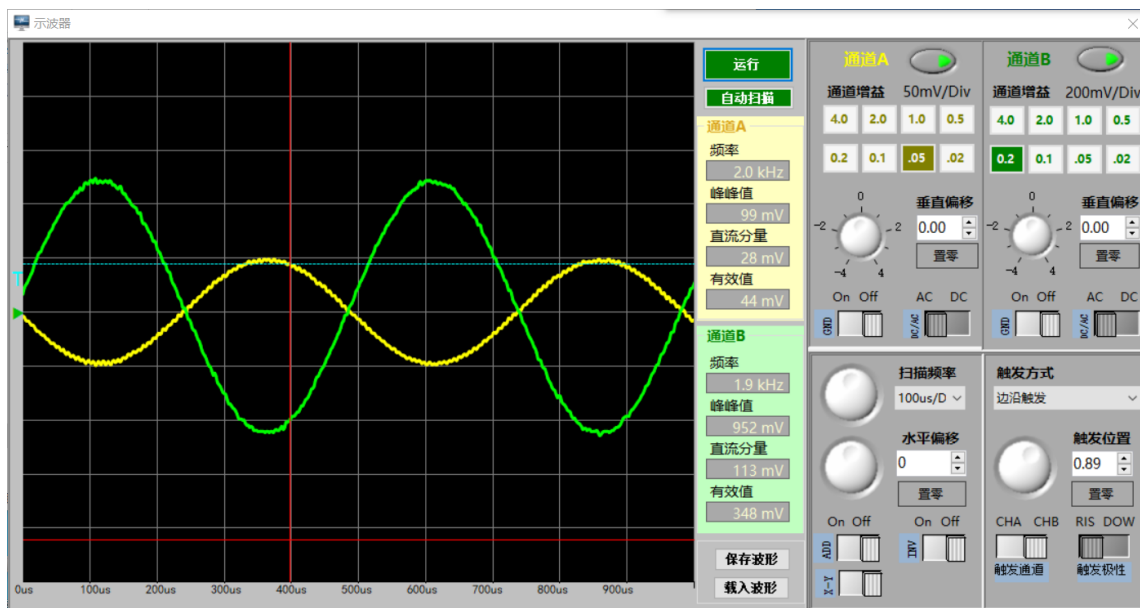 示波器
运行
自动扫描
通道A
频率
2.0 kHz
峰峰值
99 mV
直流分量
28 mV
有效值
44 mV
通道B
频率
1.9 kHz
峰峰值
952 mV
直流分量
113 mV
有效值
348 mV
保存波形
载入波形
T
0us 100us 200us 300us 400us 500us 600us 700us 800us 900us
通道A
通道增益 50mV/Div
4.0 2.0 1.0 0.5
0.2 0.1 .05 .02
0
-2 2
-4 4
垂直偏移
0.00
置零
On Off AC DC
GND DC/AC
通道B
通道增益 200mV/Div
4.0 2.0 1.0 0.5
0.2 0.1 .05 .02
0
-2 2
-4 4
垂直偏移
0.00
置零
On Off AC DC
GND DC/AC
扫描频率
100us/D
水平偏移
0
置零
On Off On Off
ADD INV
X-Y
触发方式
边沿触发
触发位置
0.89
置零
CHA CHB RIS DOW
触发通道 触发极性